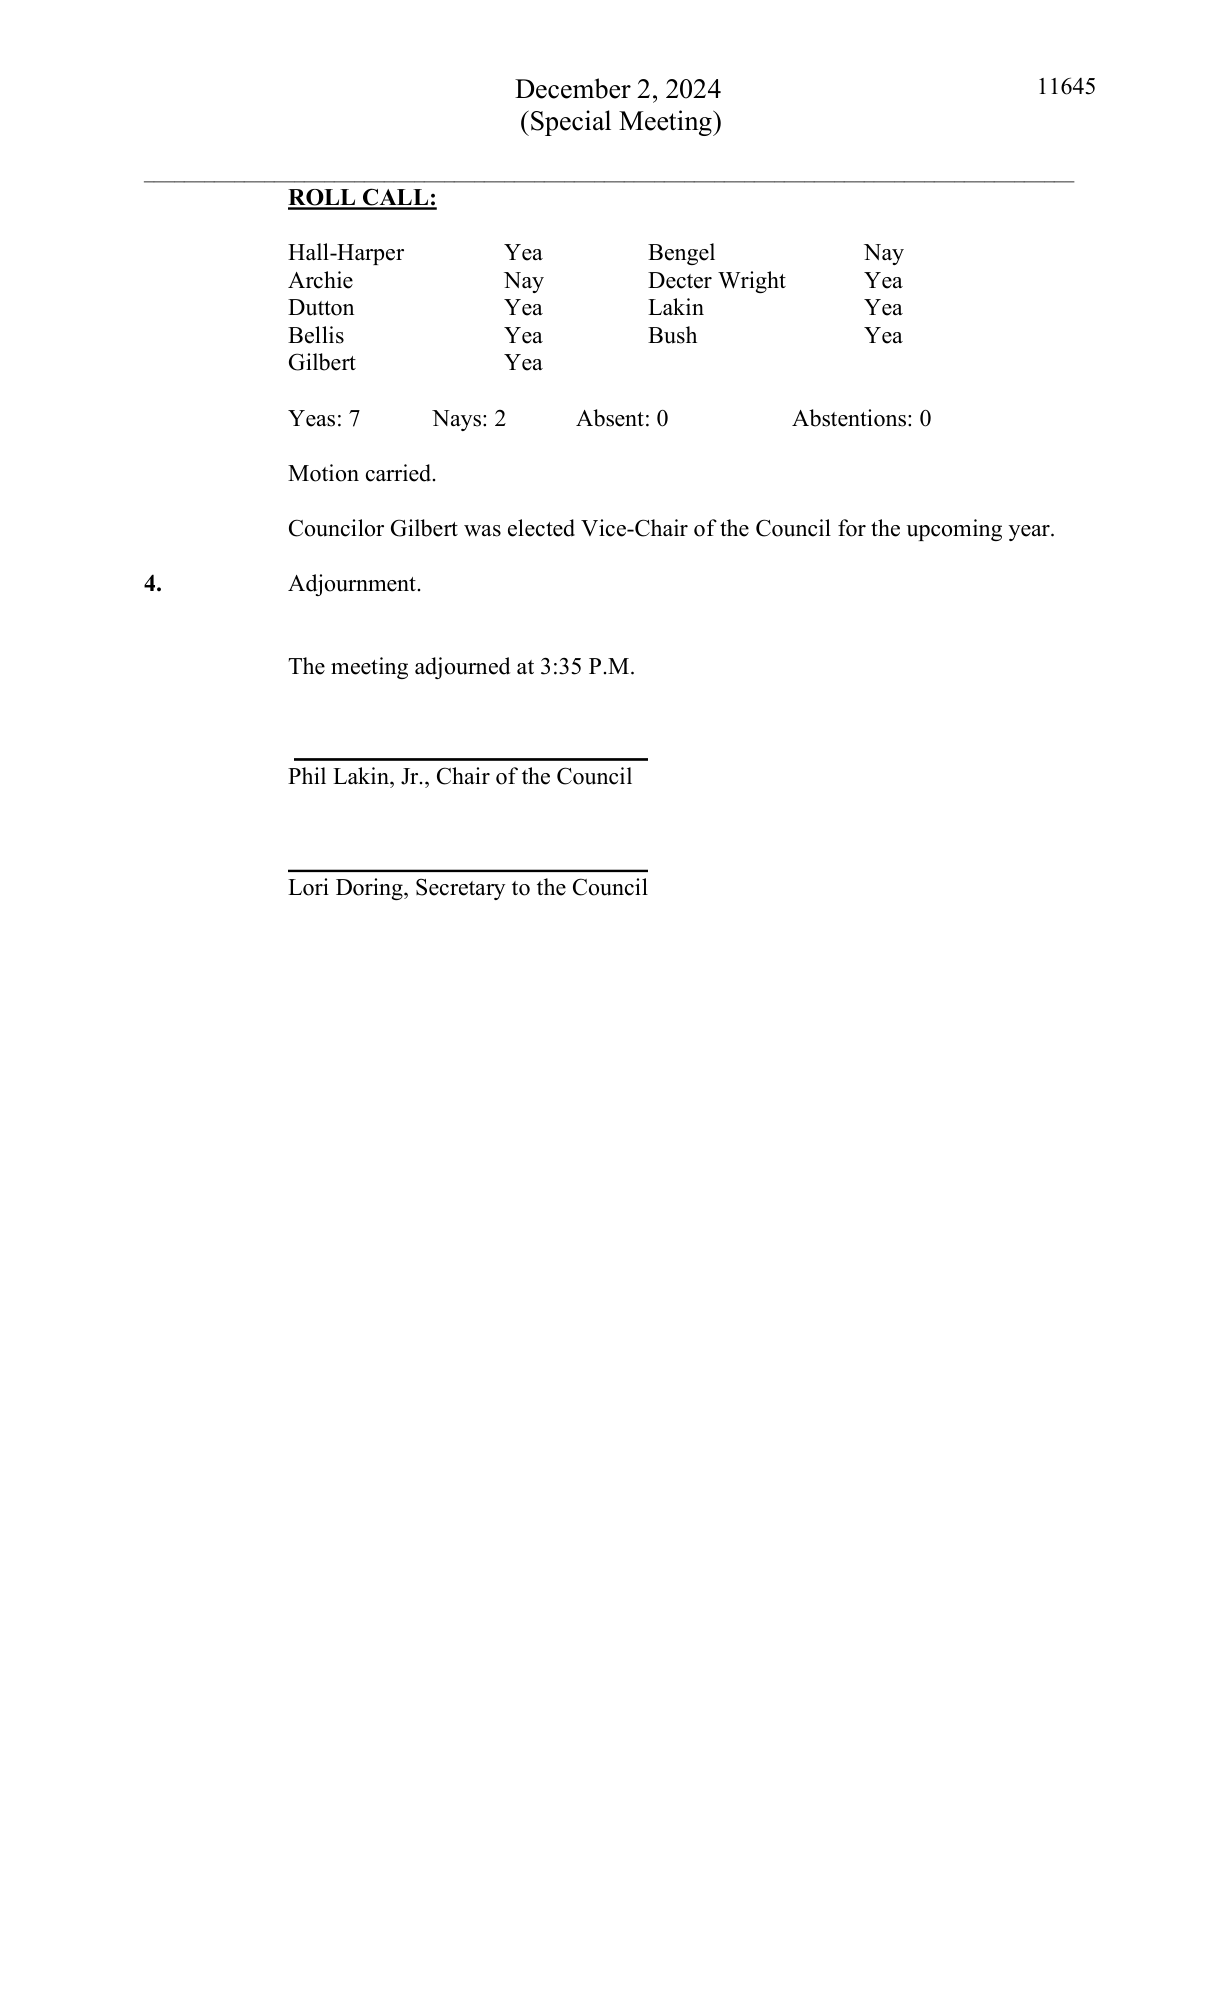 December 2, 2024 11645
(Special Meeting)
ROLL CALL:
Hall-Harper Yea Bengel Nay
Archie Nay Decter Wright Yea
Dutton Yea Lakin Yea
Bellis Yea Bush Yea
Gilbert Yea
Yeas: 7 Nays: 2 Absent: 0 Abstentions: 0
Motion carried.
Councilor Gilbert was elected Vice-Chair of the Council for the upcoming year.
4. Adjournment.
The meeting adjourned at 3:35 P.M.
Phil Lakin, Jr., Chair of the Council
Lori Doring, Secretary to the Council